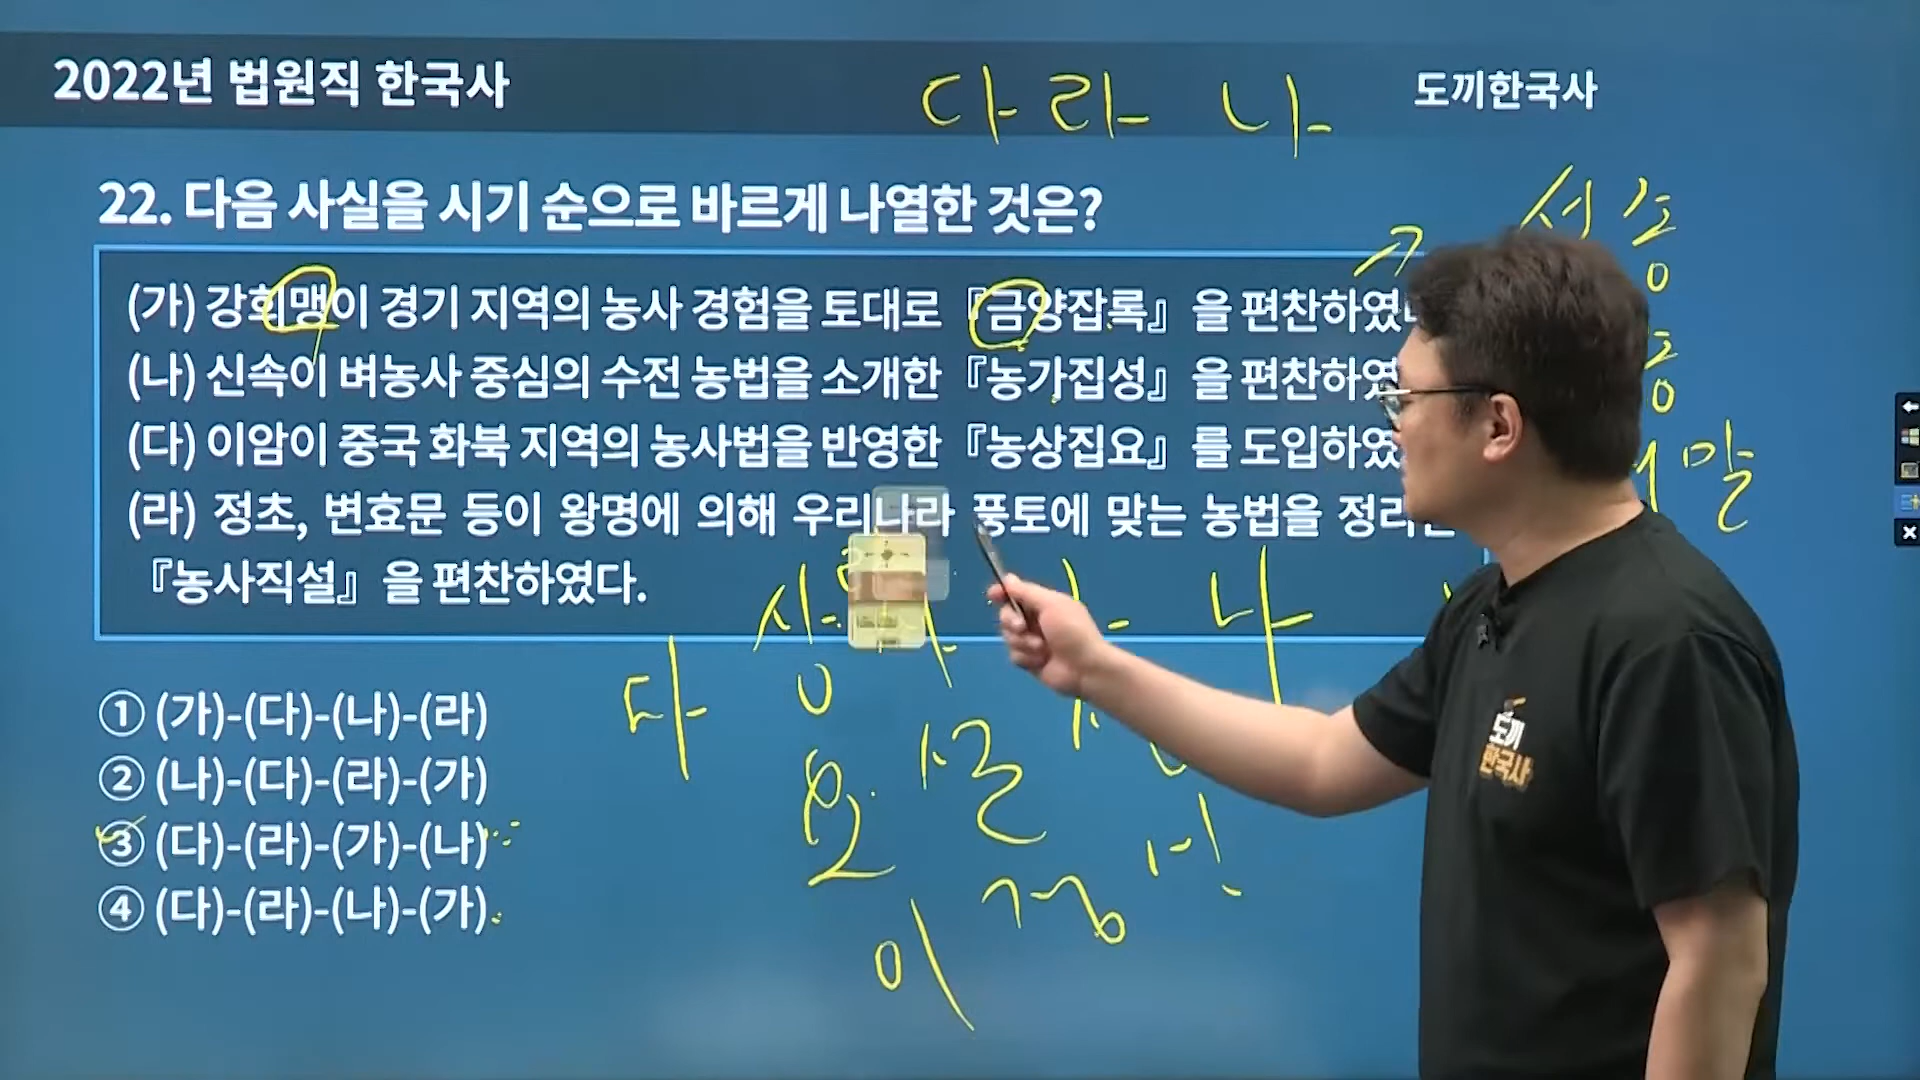 2022년 법원직 한국사
다 라 나
도끼한국사
22. 다음 사실을 시기 순으로 바르게 나열한 것은?
성종
(가) 강희맹이 경기 지역의 농사 경험을 토대로 『금양잡록』 을 편찬하였
(나) 신속이 벼농사 중심의 수전 농법을 소개한 『농가집성』 을 편찬하였
(다) 이암이 중국 화북 지역의 농사법을 반영한 『농상집요』 를 도입하였
말
(라) 정초, 변효문 등이 왕명에 의해 우리나라 풍토에 맞는 농법을 정리한
『농사직설』 을 편찬하였다.
다
나
① (가)-(다)-(나)-(라)
② (나)-(다)-(라)-(가)
③ (다)-(라)-(가)-(나)
④ (다)-(라)-(나)-(가)
이
도끼
한국사